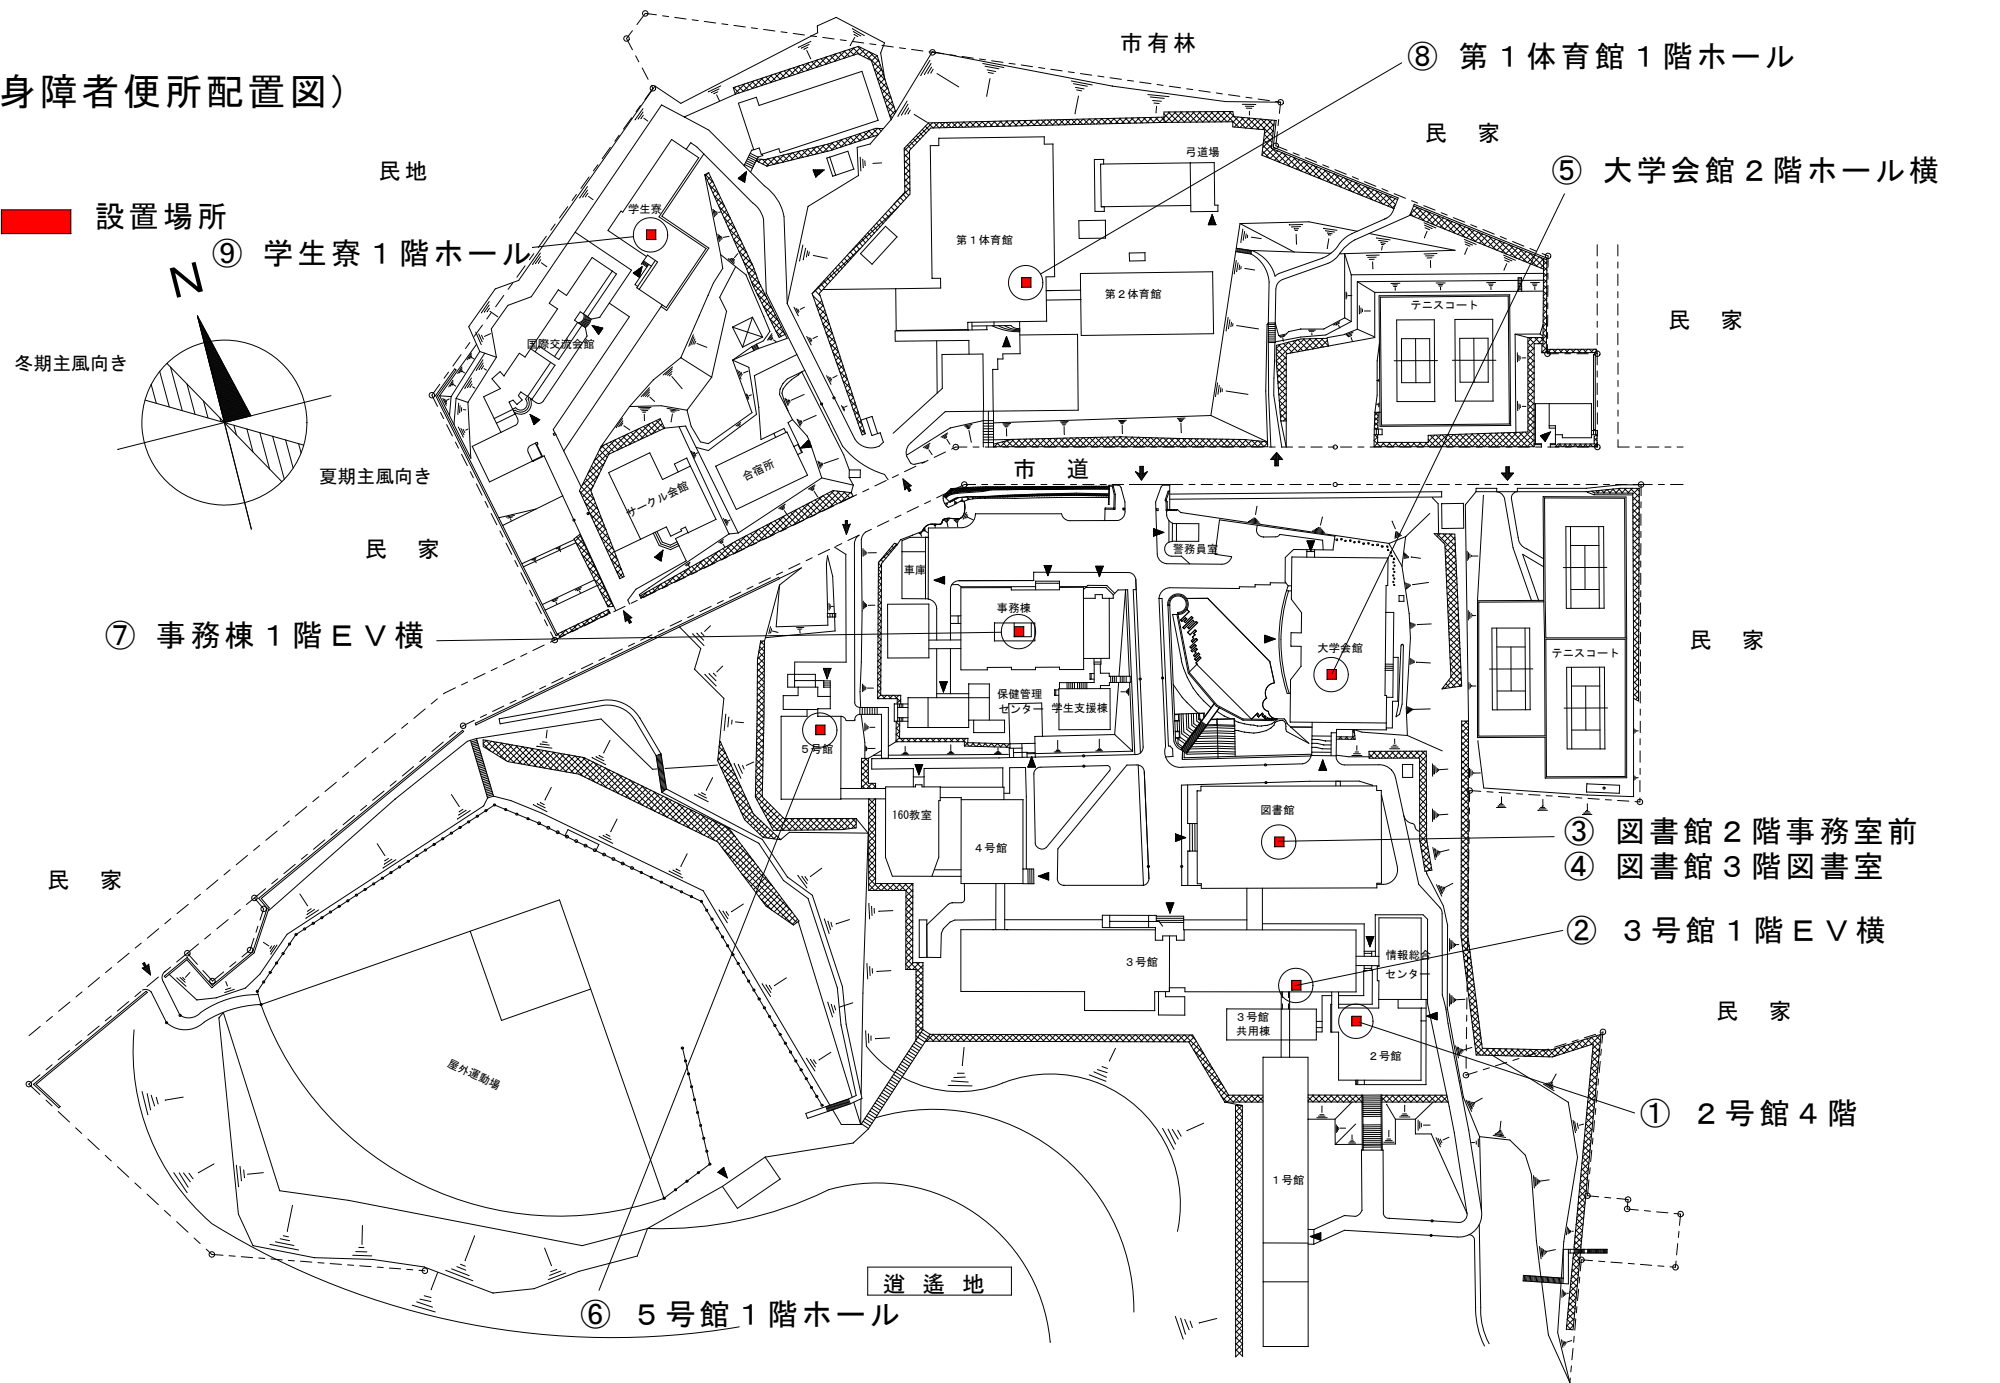 身障者便所配置図）
設置場所
市有林
⑧ 第１体育館１階ホール
民 家
⑤ 大学会館２階ホール横
民地
⑨ 学生寮１階ホール
学生寮
弓道場
第１体育館
第２体育館
テニスコート
民 家
N
冬期主風向き
夏期主風向き
国際交流会館
合宿所
サークル会館
市 道
民 家
警務員室
車庫
事務棟
⑦ 事務棟１階ＥＶ横
大学会館
テニスコート
民 家
保健管理
センター
学生支援棟
５号館
160教室
４号館
図書館
③ 図書館２階事務室前
④ 図書館３階図書室
民 家
② ３号館１階ＥＶ横
３号館
情報総合
センター
３号館
共用棟
２号館
民 家
屋外運動場
① ２号館４階
１号館
逍 遙 地
⑥ ５号館１階ホール